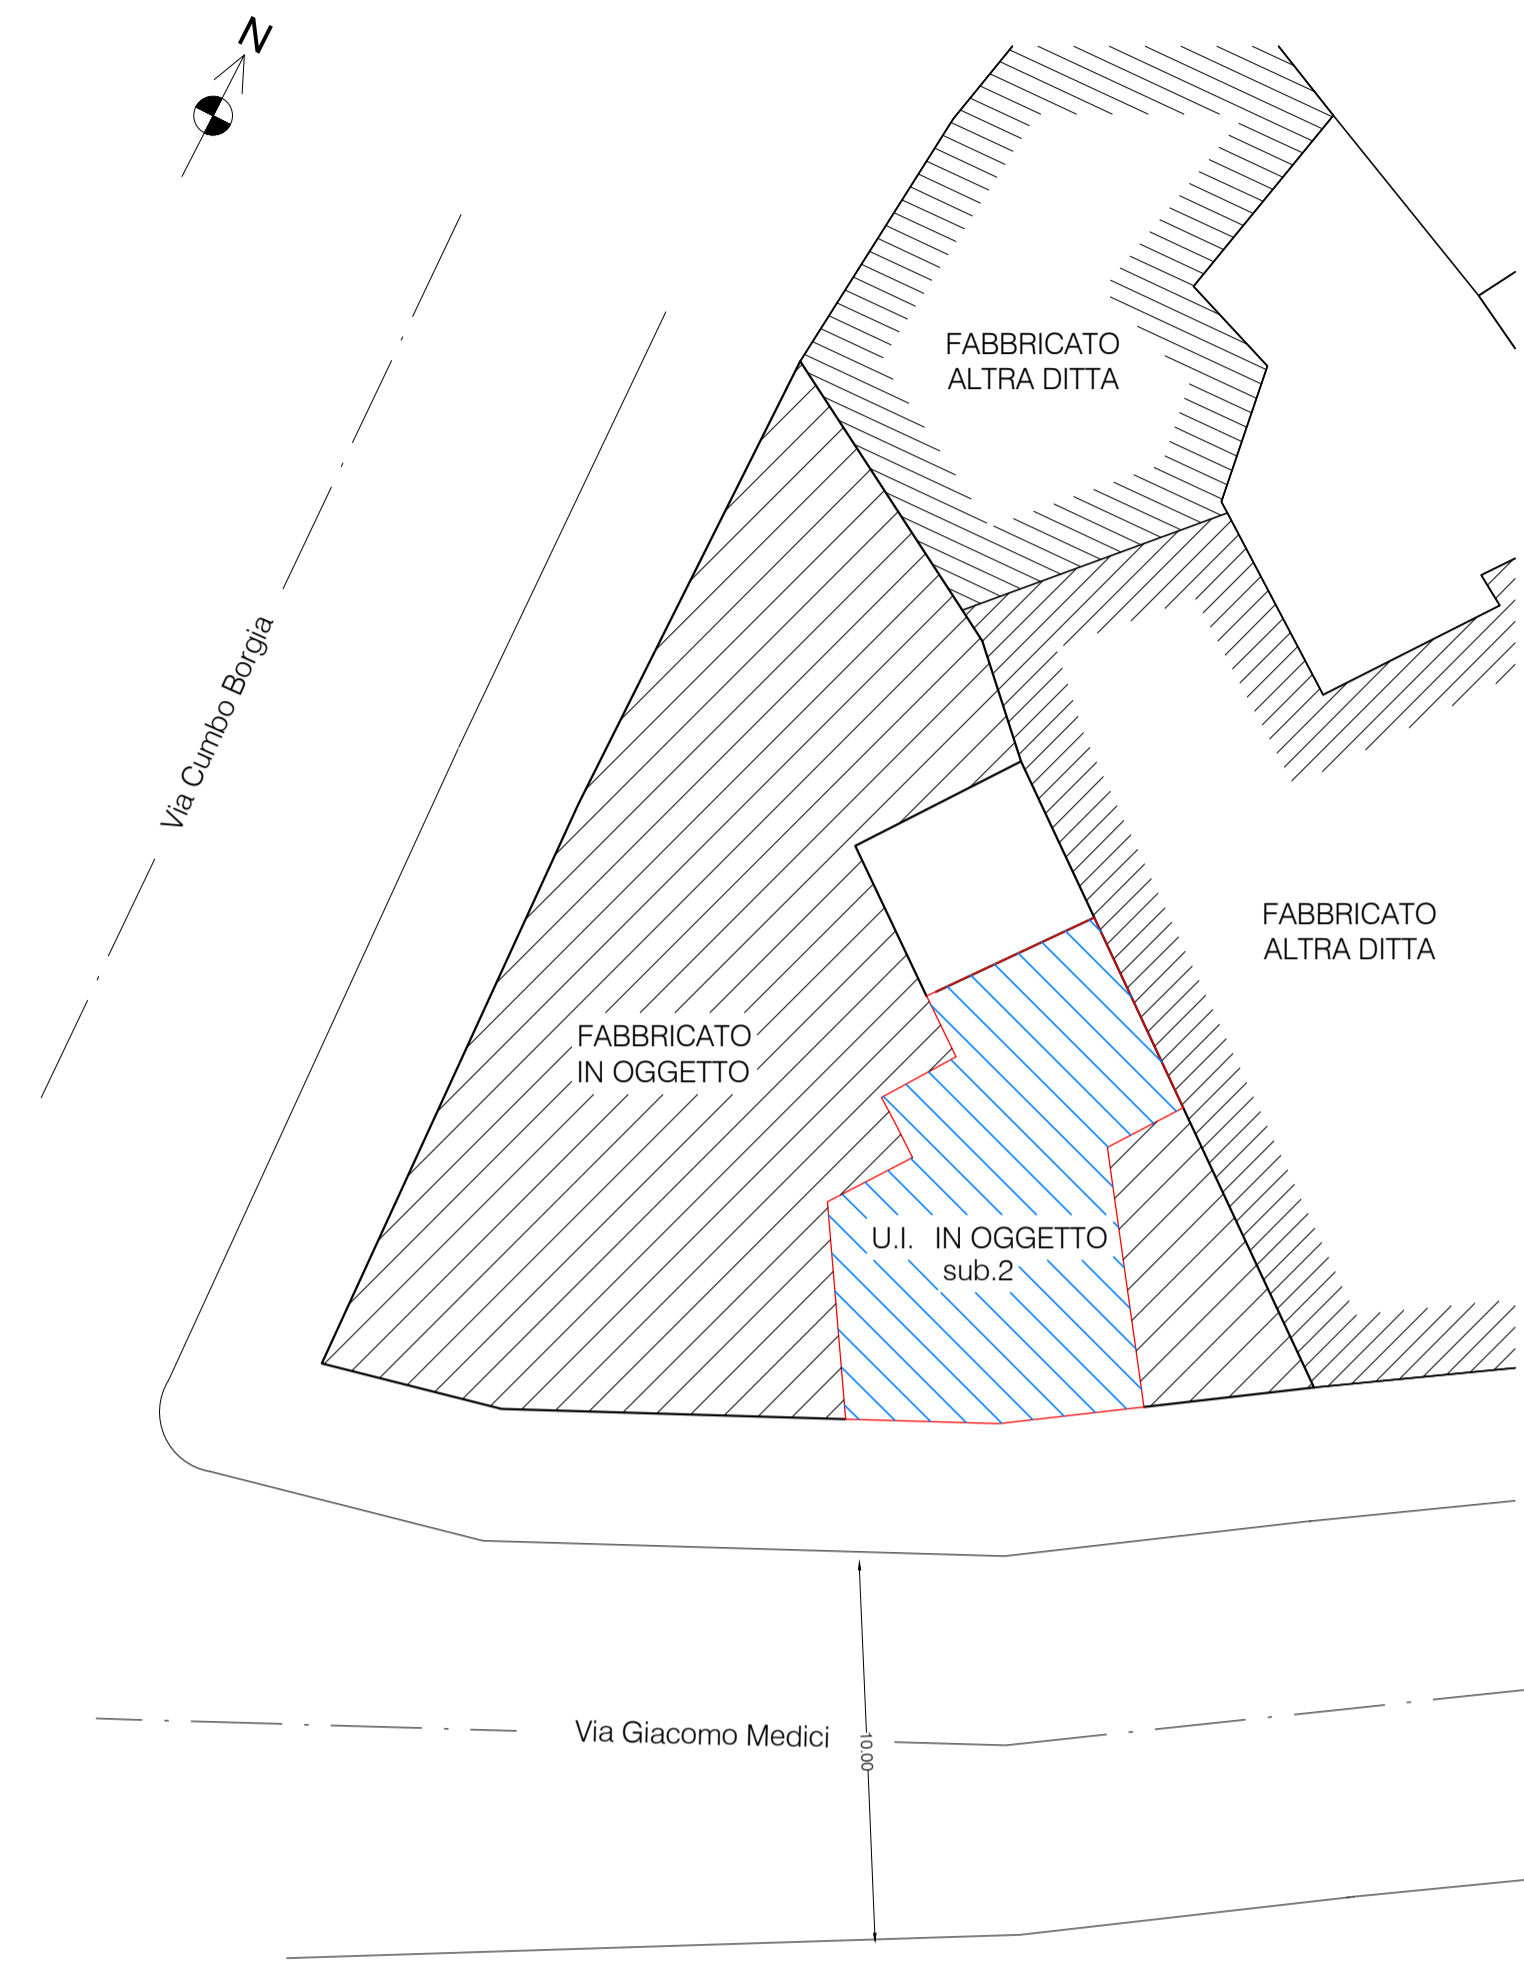 N
FABBRICATO
ALTRA DITTA
Via Cumbo Borgia
FABBRICATO
ALTRA DITTA
FABBRICATO
IN OGGETTO
U.I. IN OGGETTO
sub.2
Via Giacomo Medici
10.00